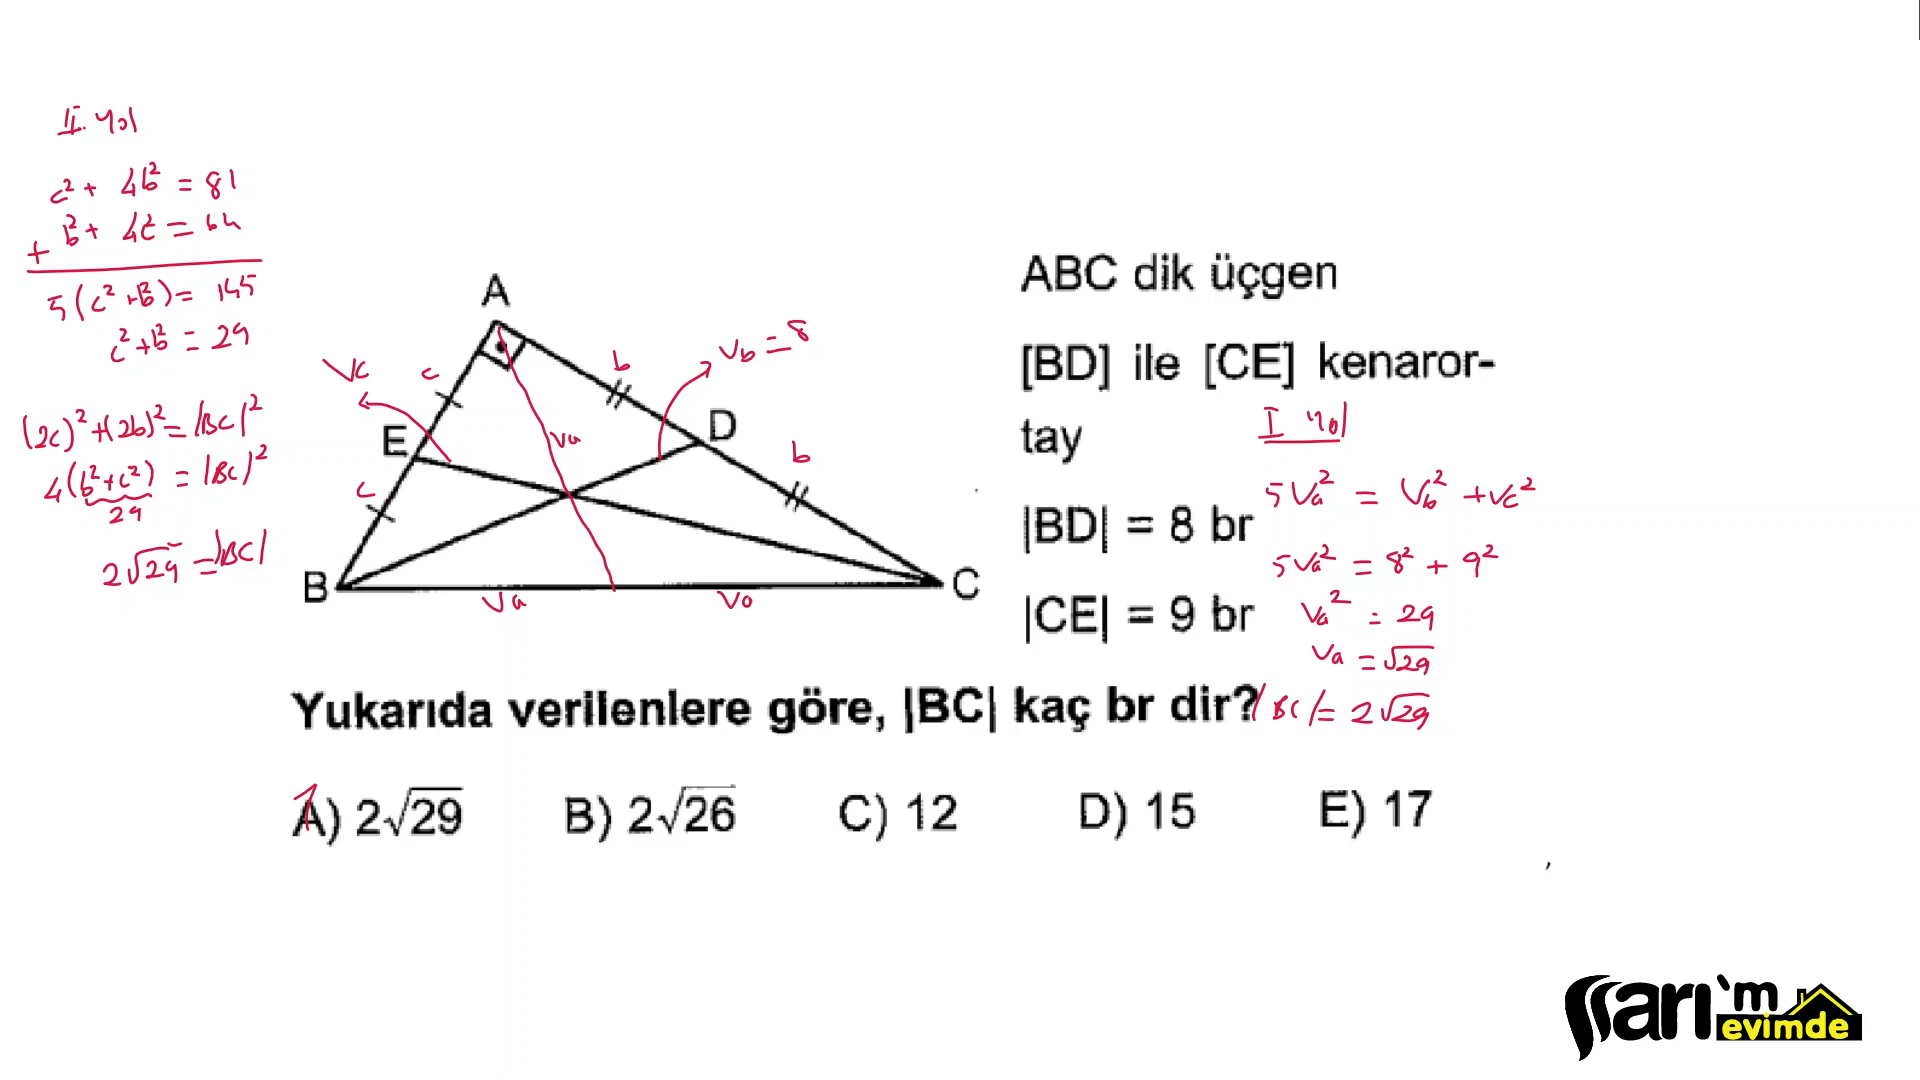 II. yol
c² + 4b² = 81
+ b² + 4c² = 64
5(c² + b²) = 145
c² + b² = 29
(2c)² + (2b)² = |BC|²
4(b² + c²) = |BC|²
29
2√29 = |BC|
A
Vc
c
b
Vb = 8
E
Va
D
c
b
B
Va
C
ABC dik üçgen
[BD] ile [CE] kenaror-
tay
|BD| = 8 br
|CE| = 9 br
I yol
5Va² = Vb² + Vc²
5Va² = 8² + 9²
Va² = 29
Va = √29
Yukarıda verilenlere göre, |BC| kaç br dir?
|BC| = 2√29
A) 2√29 B) 2√26 C) 12 D) 15 E) 17
sarı'm
evimde